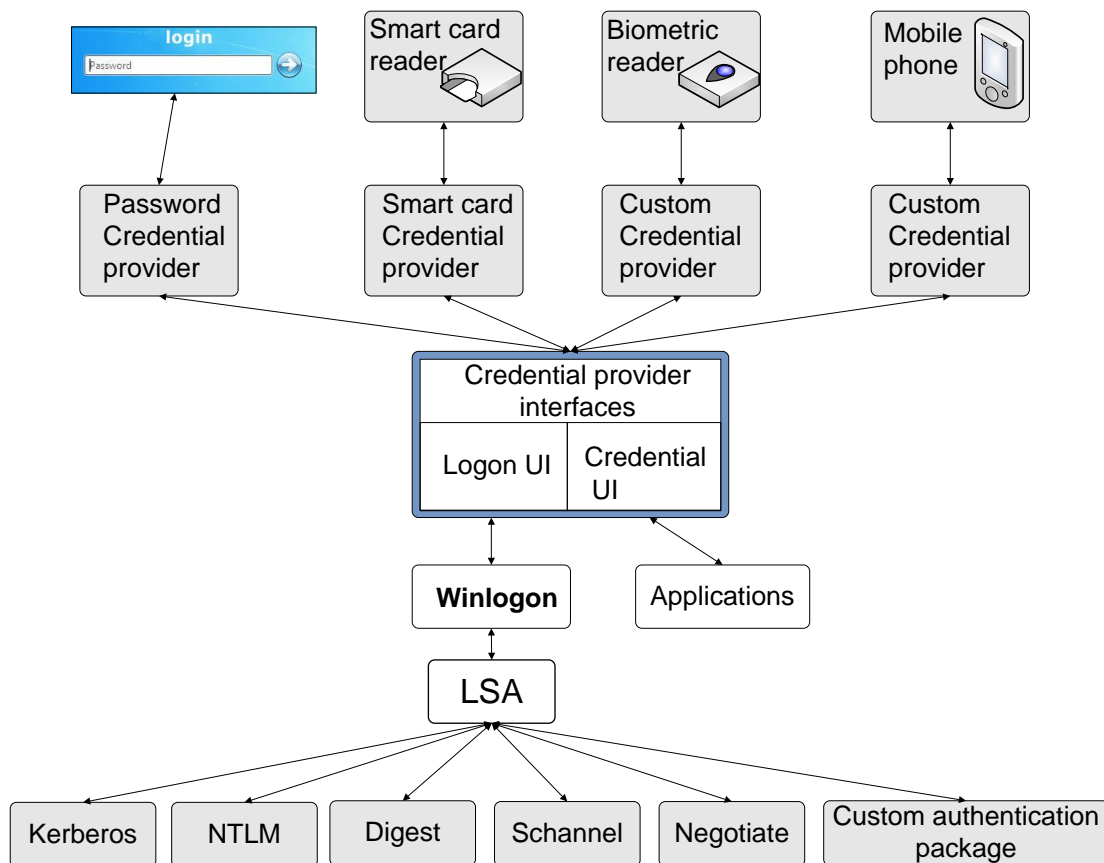 login
Password
Smart card
reader
Biometric
reader
Mobile
phone
Password
Credential
provider
Smart card
Credential
provider
Custom
Credential
provider
Custom
Credential
provider
Credential provider
interfaces
Logon UI
Credential
UI
Winlogon
Applications
LSA
Kerberos
NTLM
Digest
Schannel
Negotiate
Custom authentication
package